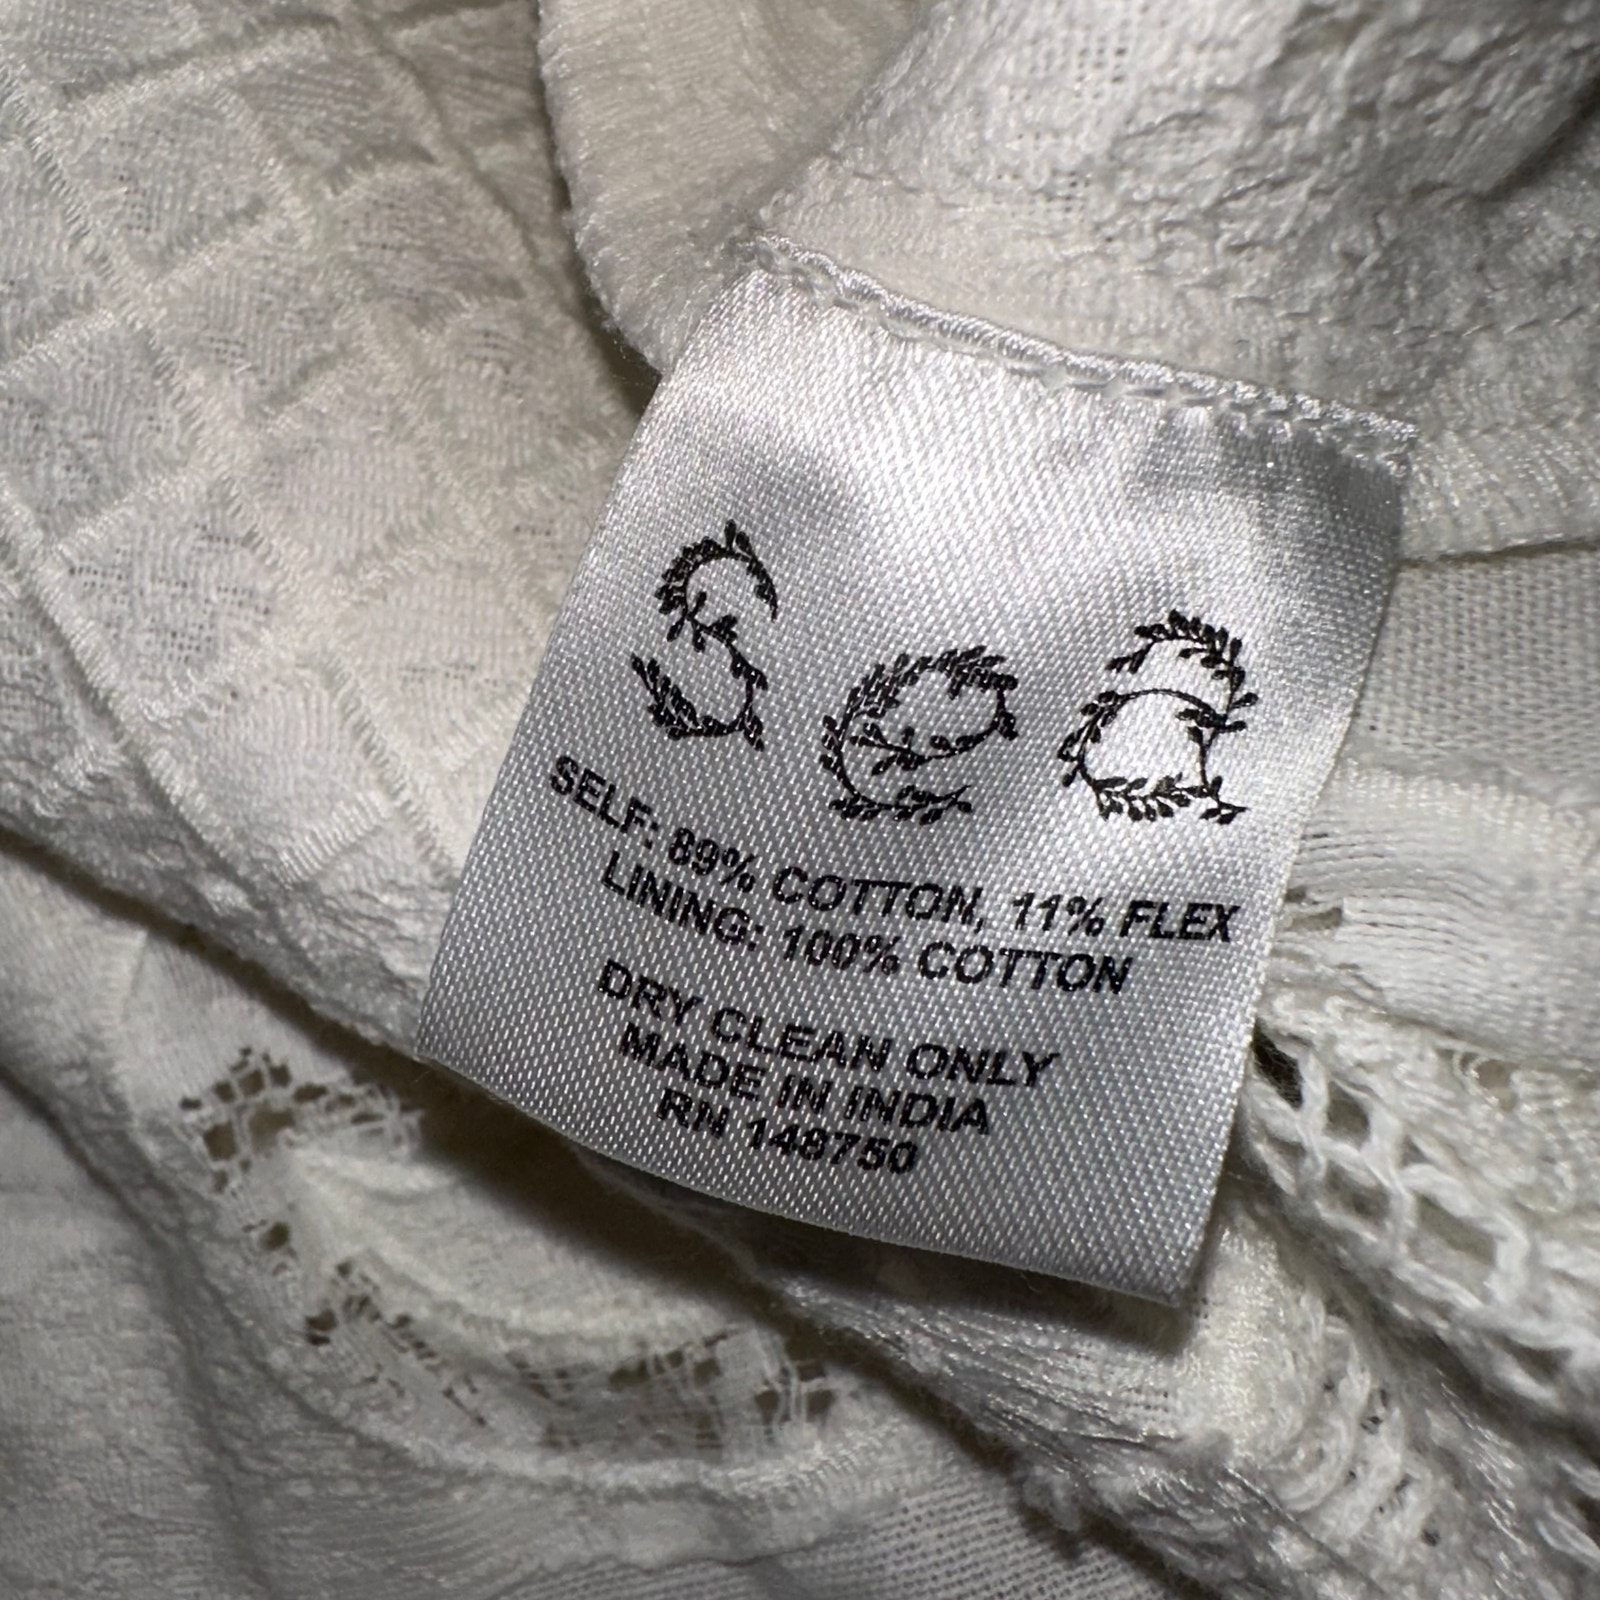 Sea
SELF: 89% COTTON, 11% FLEX
LINING: 100% COTTON
DRY CLEAN ONLY
MADE IN INDIA
RN 148750